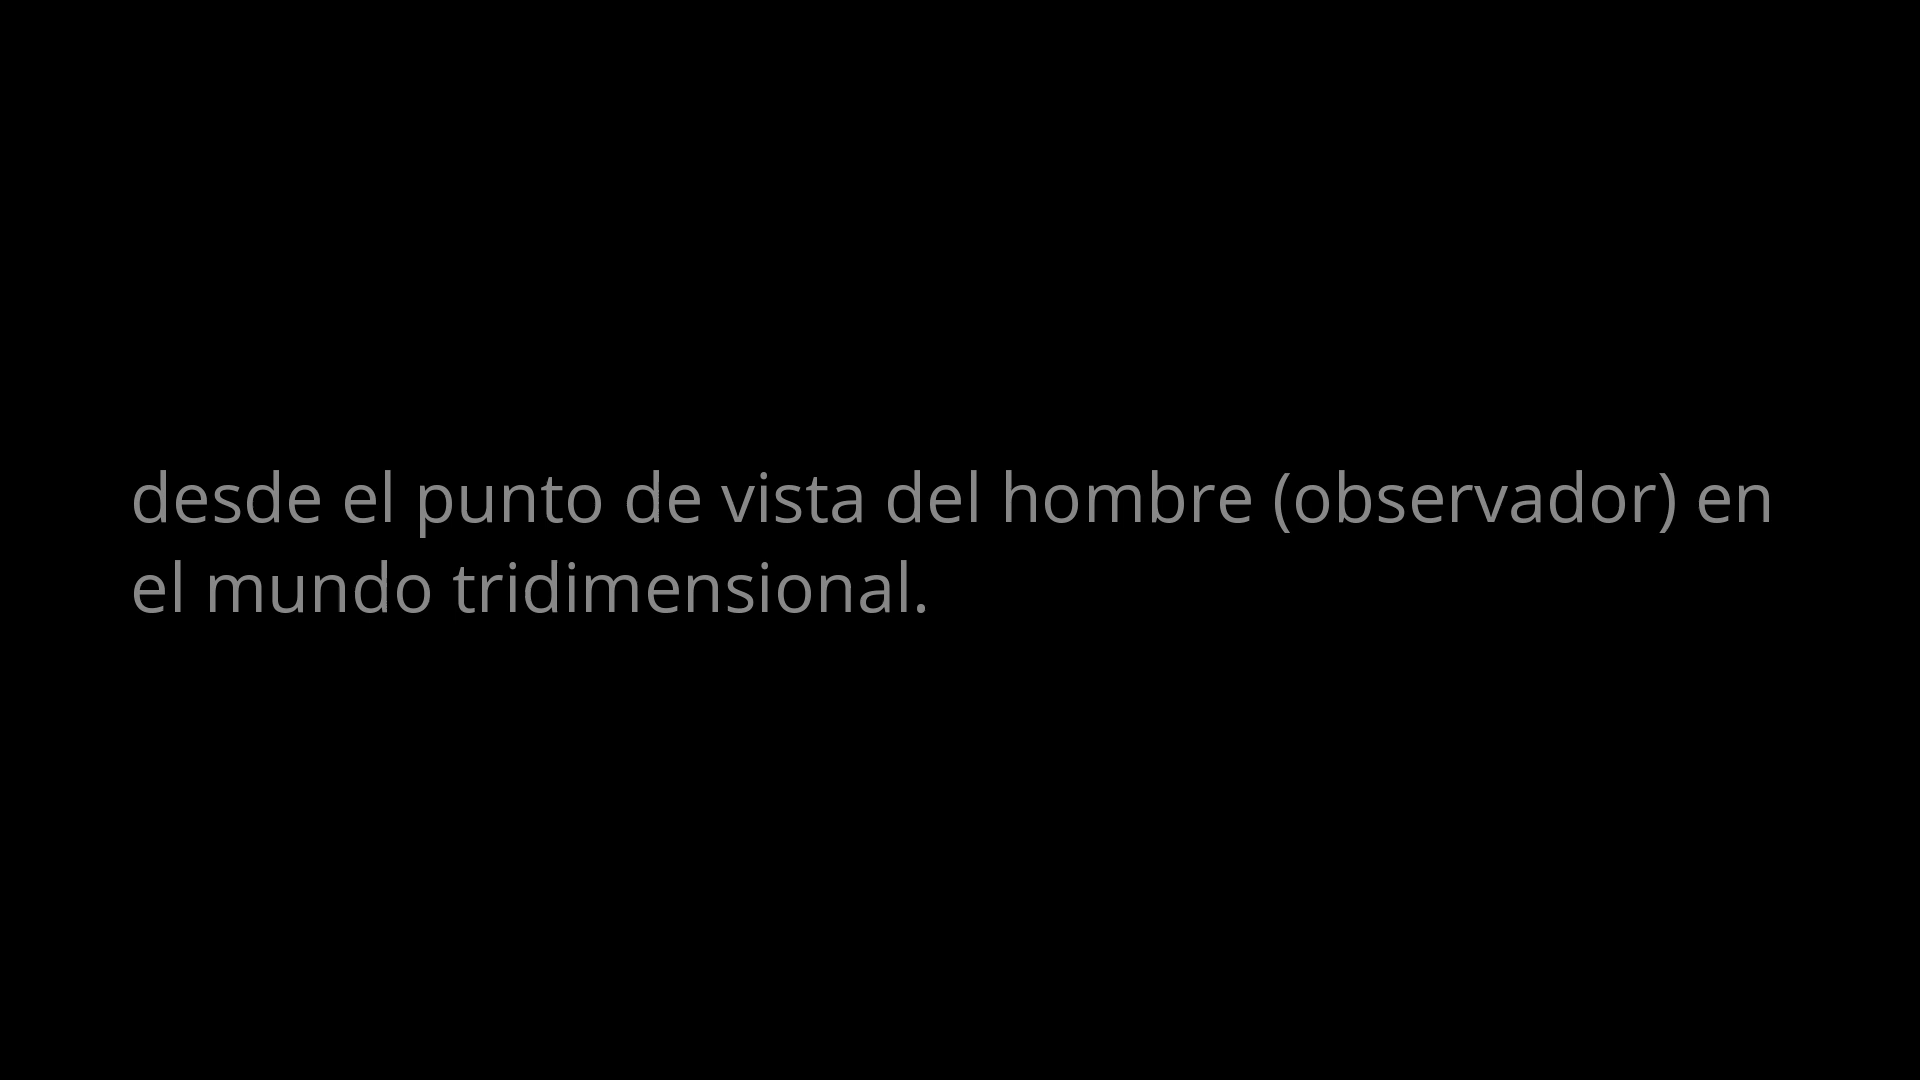 desde el punto de vista del hombre (observador) en
el mundo tridimensional.